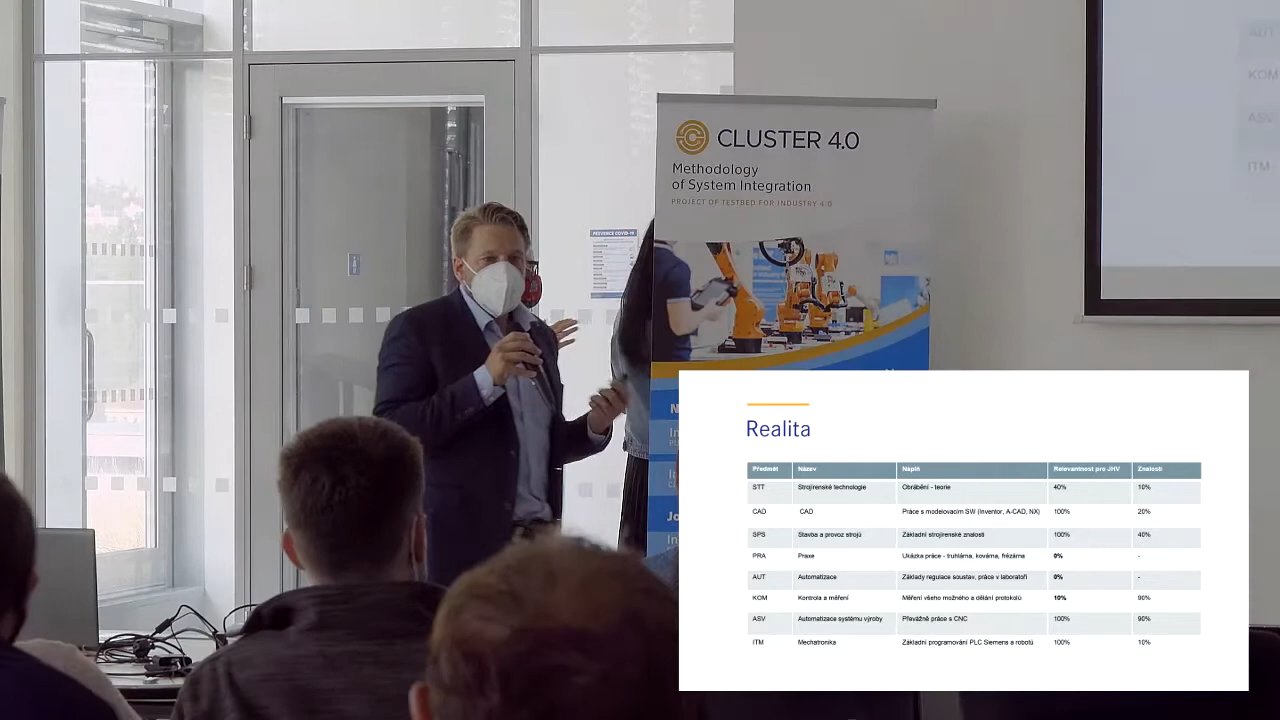 CLUSTER 4.0
Methodology
of System Integration
PROJECT OF TESTBED FOR INDUSTRY 4.0
PREVENCE COVID-19
AUT
KOM
ASV
ITM
Realita
Předmět Název Náplň Relevantnost pro JHV Znalosti
STT Strojírenské technologie Obrábění - teorie 40% 10%
CAD CAD Práce s modelovacím SW (Inventor, A-CAD, NX) 100% 20%
SPS Stavba a provoz strojů Základní strojírenské znalosti 100% 40%
PRA Praxe Ukázka práce - truhlárna, kovárna, frézárna 0% -
AUT Automatizace Základy regulace soustav, práce v laboratoři 0% -
KOM Kontrola a měření Měření všeho možného a dělání protokolů 10% 90%
ASV Automatizace systému výroby Převážně práce s CNC 100% 90%
ITM Mechatronika Základní programování PLC Siemens a robotů 100% 10%